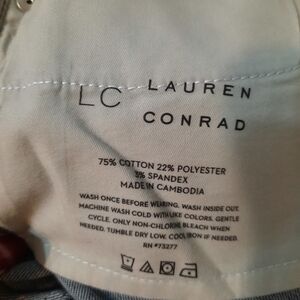 LC LAUREN
CONRAD
75% COTTON 22% POLYESTER
3% SPANDEX
MADE IN CAMBODIA
WASH ONCE BEFORE WEARING. WASH INSIDE OUT.
MACHINE WASH COLD WITH LIKE COLORS. GENTLE
CYCLE. ONLY NON-CHLORINE BLEACH WHEN
NEEDED. TUMBLE DRY LOW. COOL IRON IF NEEDED.
RN #73277